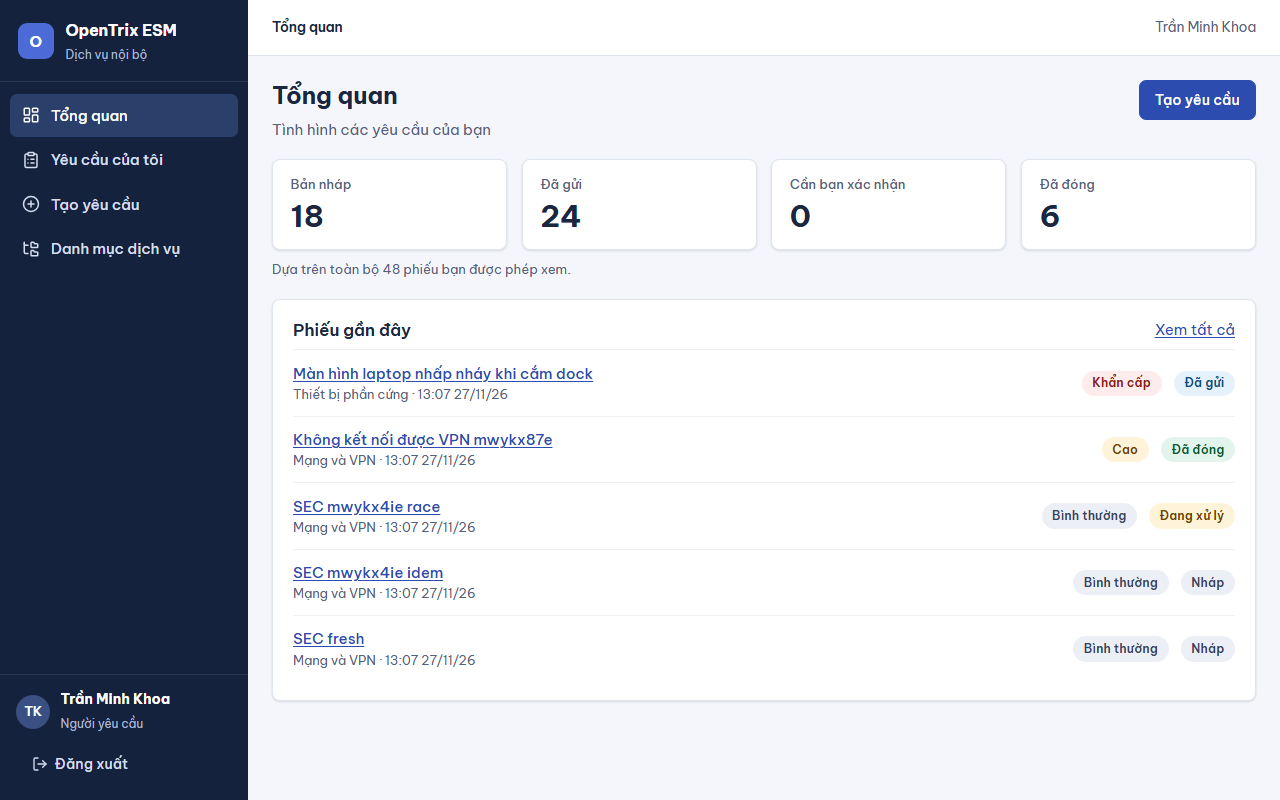 O
OpenTrix ESM
Dịch vụ nội bộ
Tổng quan
Yêu cầu của tôi
Tạo yêu cầu
Danh mục dịch vụ
Trần Minh Khoa
TK
Người yêu cầu
Đăng xuất
Tổng quan
Trần Minh Khoa
Tổng quan
Tình hình các yêu cầu của bạn
Tạo yêu cầu
Bản nháp
18
Đã gửi
24
Cần bạn xác nhận
0
Đã đóng
6
Dựa trên toàn bộ 48 phiếu bạn được phép xem.
Phiếu gần đây
Xem tất cả
Màn hình laptop nhấp nháy khi cắm dock
Thiết bị phần cứng · 13:07 27/11/26
Khẩn cấp
Đã gửi
Không kết nối được VPN mwykx87e
Mạng và VPN · 13:07 27/11/26
Cao
Đã đóng
SEC mwykx4ie race
Mạng và VPN · 13:07 27/11/26
Bình thường
Đang xử lý
SEC mwykx4ie idem
Mạng và VPN · 13:07 27/11/26
Bình thường
Nháp
SEC fresh
Mạng và VPN · 13:07 27/11/26
Bình thường
Nháp